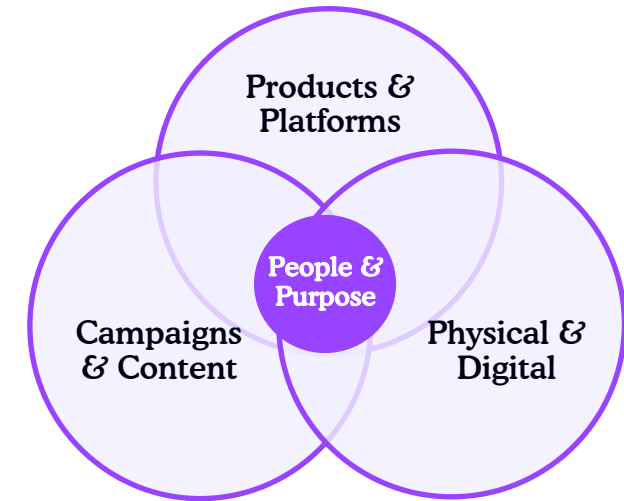 Products &
Platforms
People &
Purpose
Campaigns
& Content
Physical &
Digital